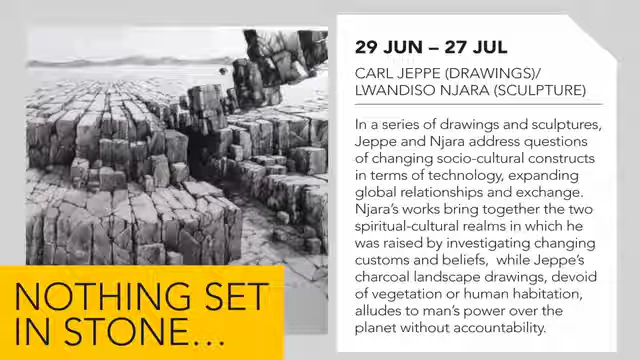 29 JUN – 27 JUL
CARL JEPPE (DRAWINGS)/
LWANDISO NJARA (SCULPTURE)
In a series of drawings and sculptures,
Jeppe and Njara address questions
of changing socio-cultural constructs
in terms of technology, expanding
global relationships and exchange.
Njara’s works bring together the two
spiritual-cultural realms in which he
was raised by investigating changing
customs and beliefs,  while Jeppe’s
charcoal landscape drawings, devoid
of vegetation or human habitation,
alludes to man’s power over the
planet without accountability.
NOTHING SET
IN STONE...